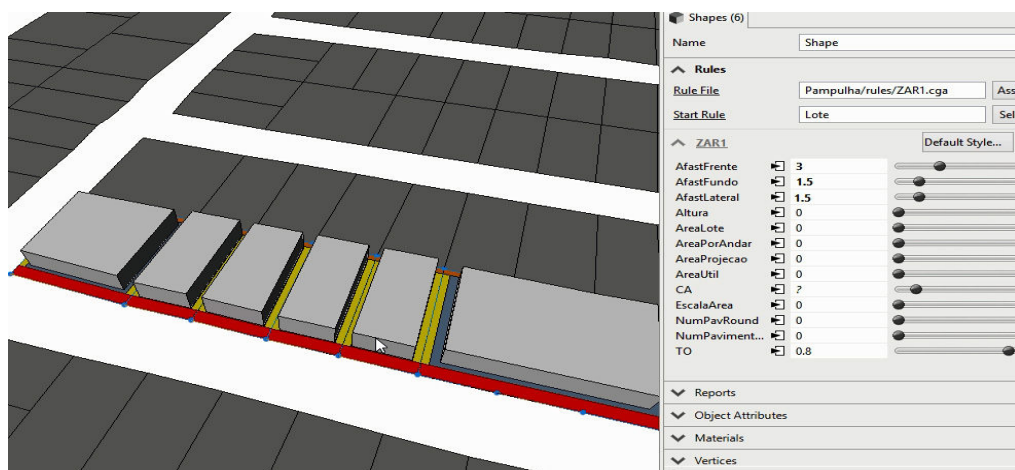 Shapes (6)
Name Shape
Rules
Rule File Pampulha/rules/ZAR1.cga Ass
Start Rule Lote Sel
ZAR1 Default Style...
AfastFrente 3
AfastFundo 1.5
AfastLateral 1.5
Altura 0
AreaLote 0
AreaPorAndar 0
AreaProjecao 0
AreaUtil 0
CA ?
EscalaArea 0
NumPavRound 0
NumPaviment... 0
TO 0.8
Reports
Object Attributes
Materials
Vertices